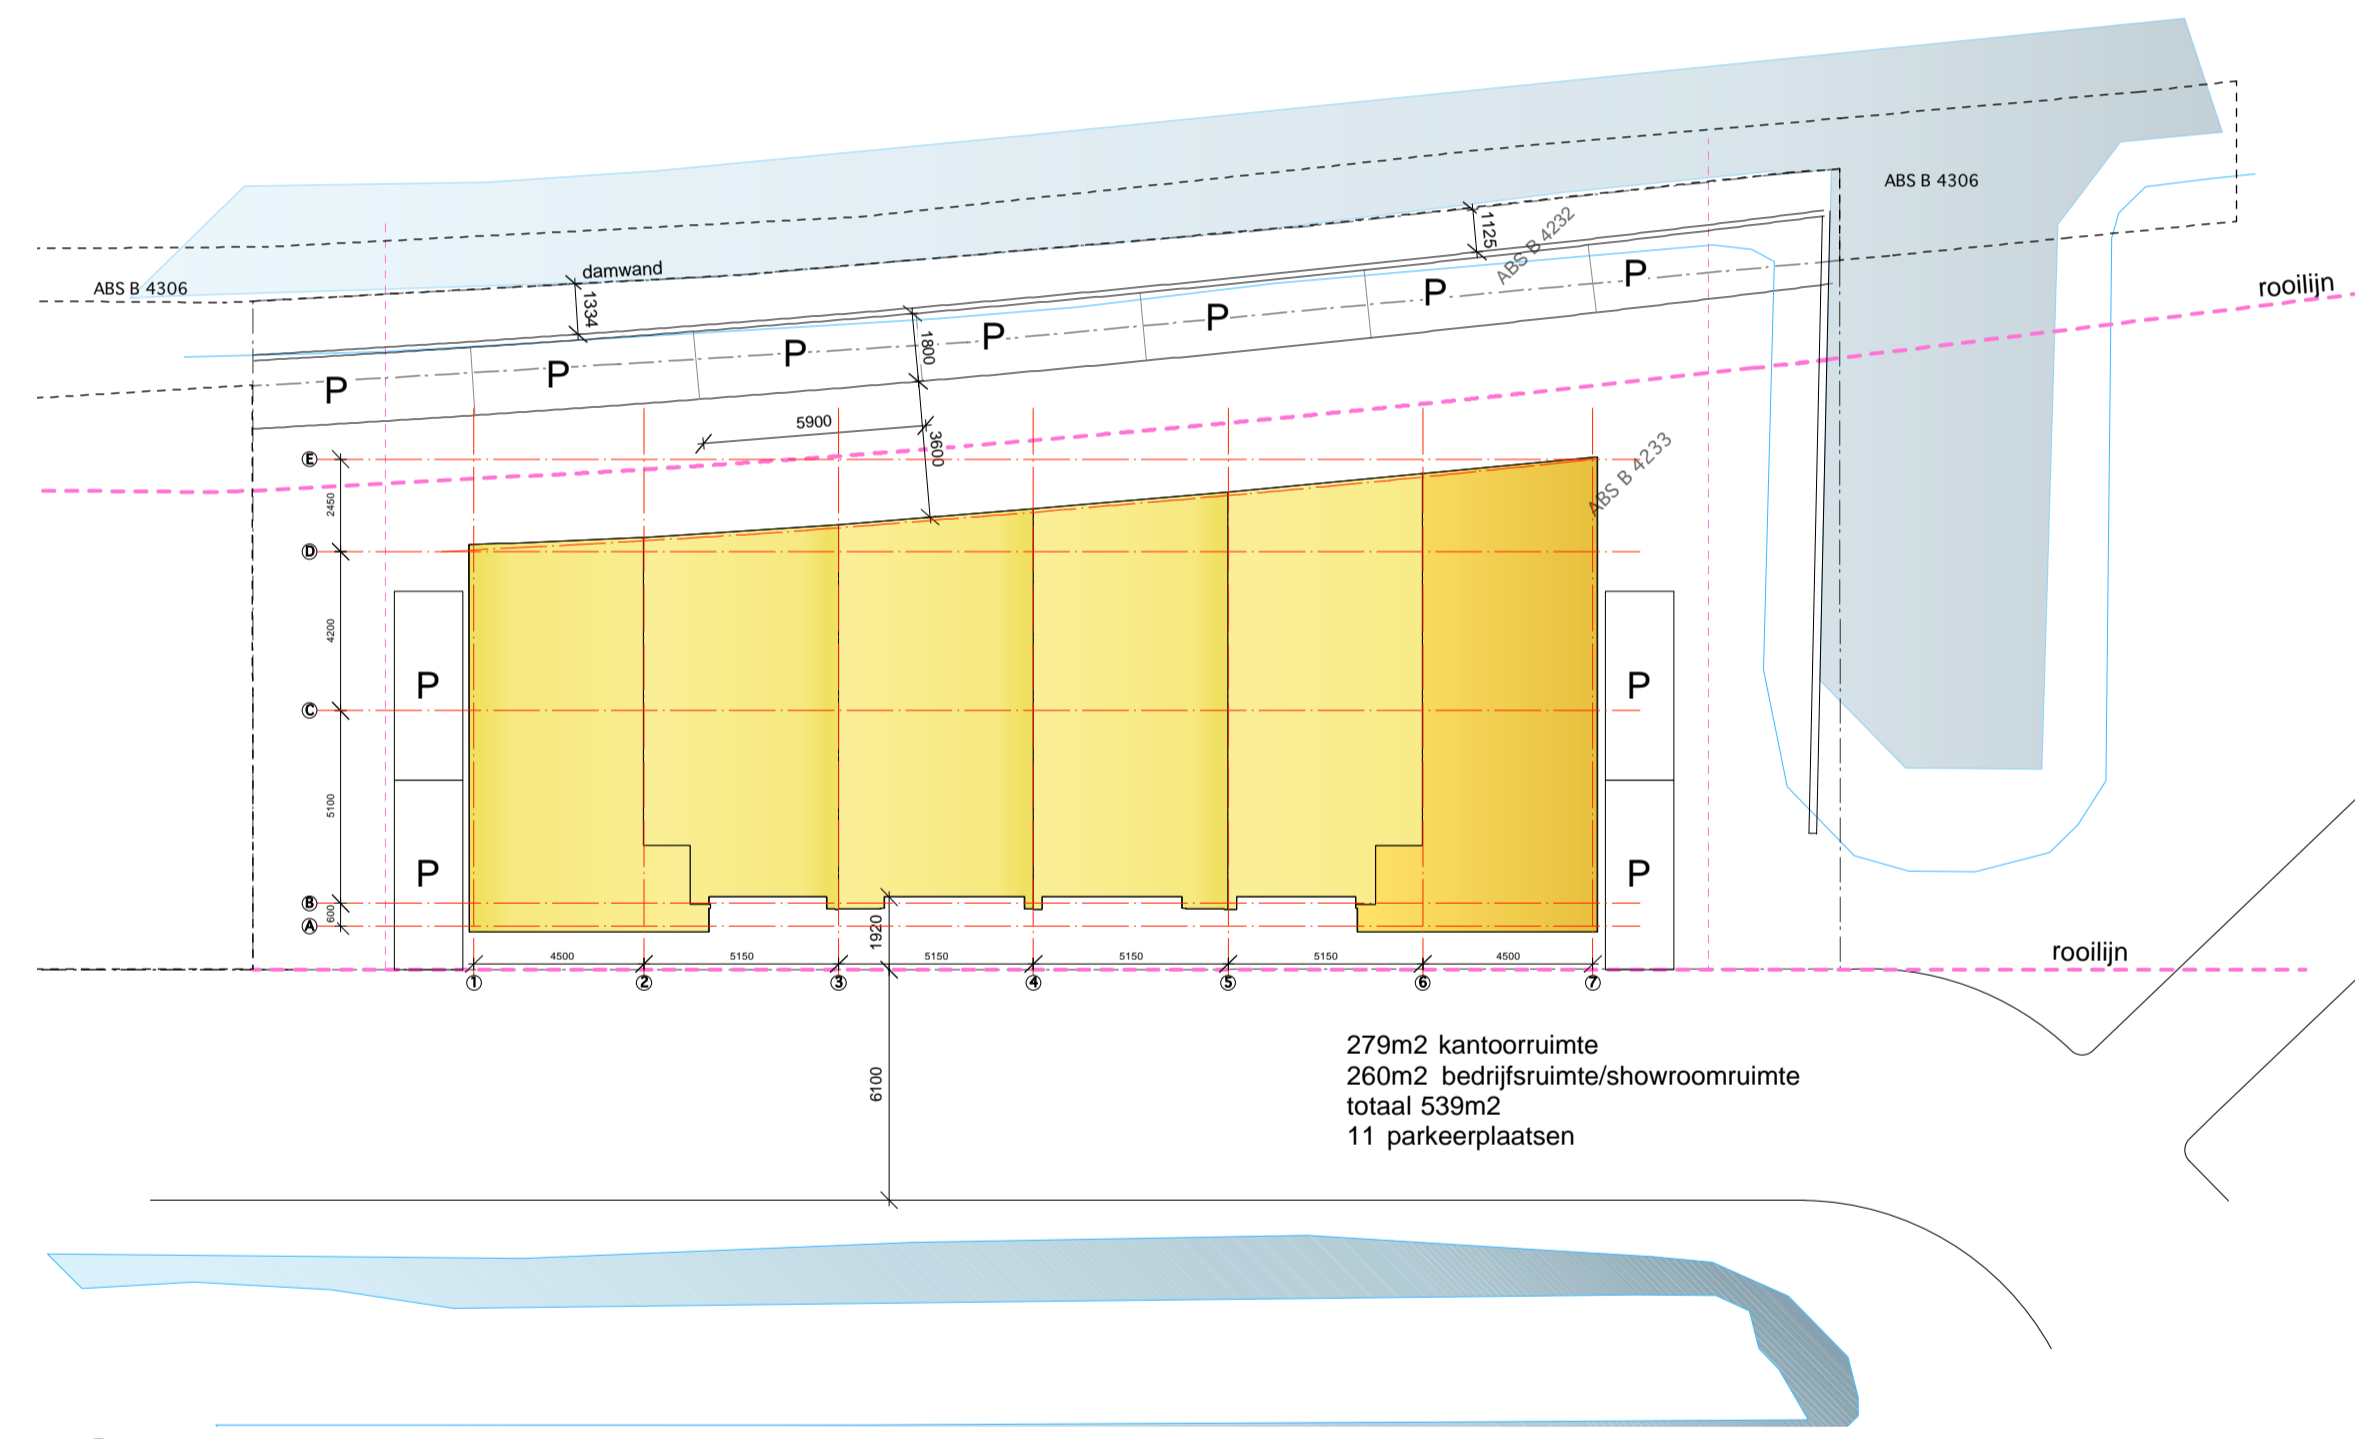 ABS B 4306
1125
ABS B 4232
P
rooilijn
damwand
ABS B 4306
1334
P
P
P
P
1800
P
P
P
5900
3600
ABS B 4233
E
2450
D
4200
P
P
C
5100
P
P
B
600
A
1920
4500
5150
5150
5150
5150
4500
rooilijn
1
2
3
4
5
6
7
279m2 kantoorruimte
260m2 bedrijfsruimte/showroomruimte
totaal 539m2
11 parkeerplaatsen
6100